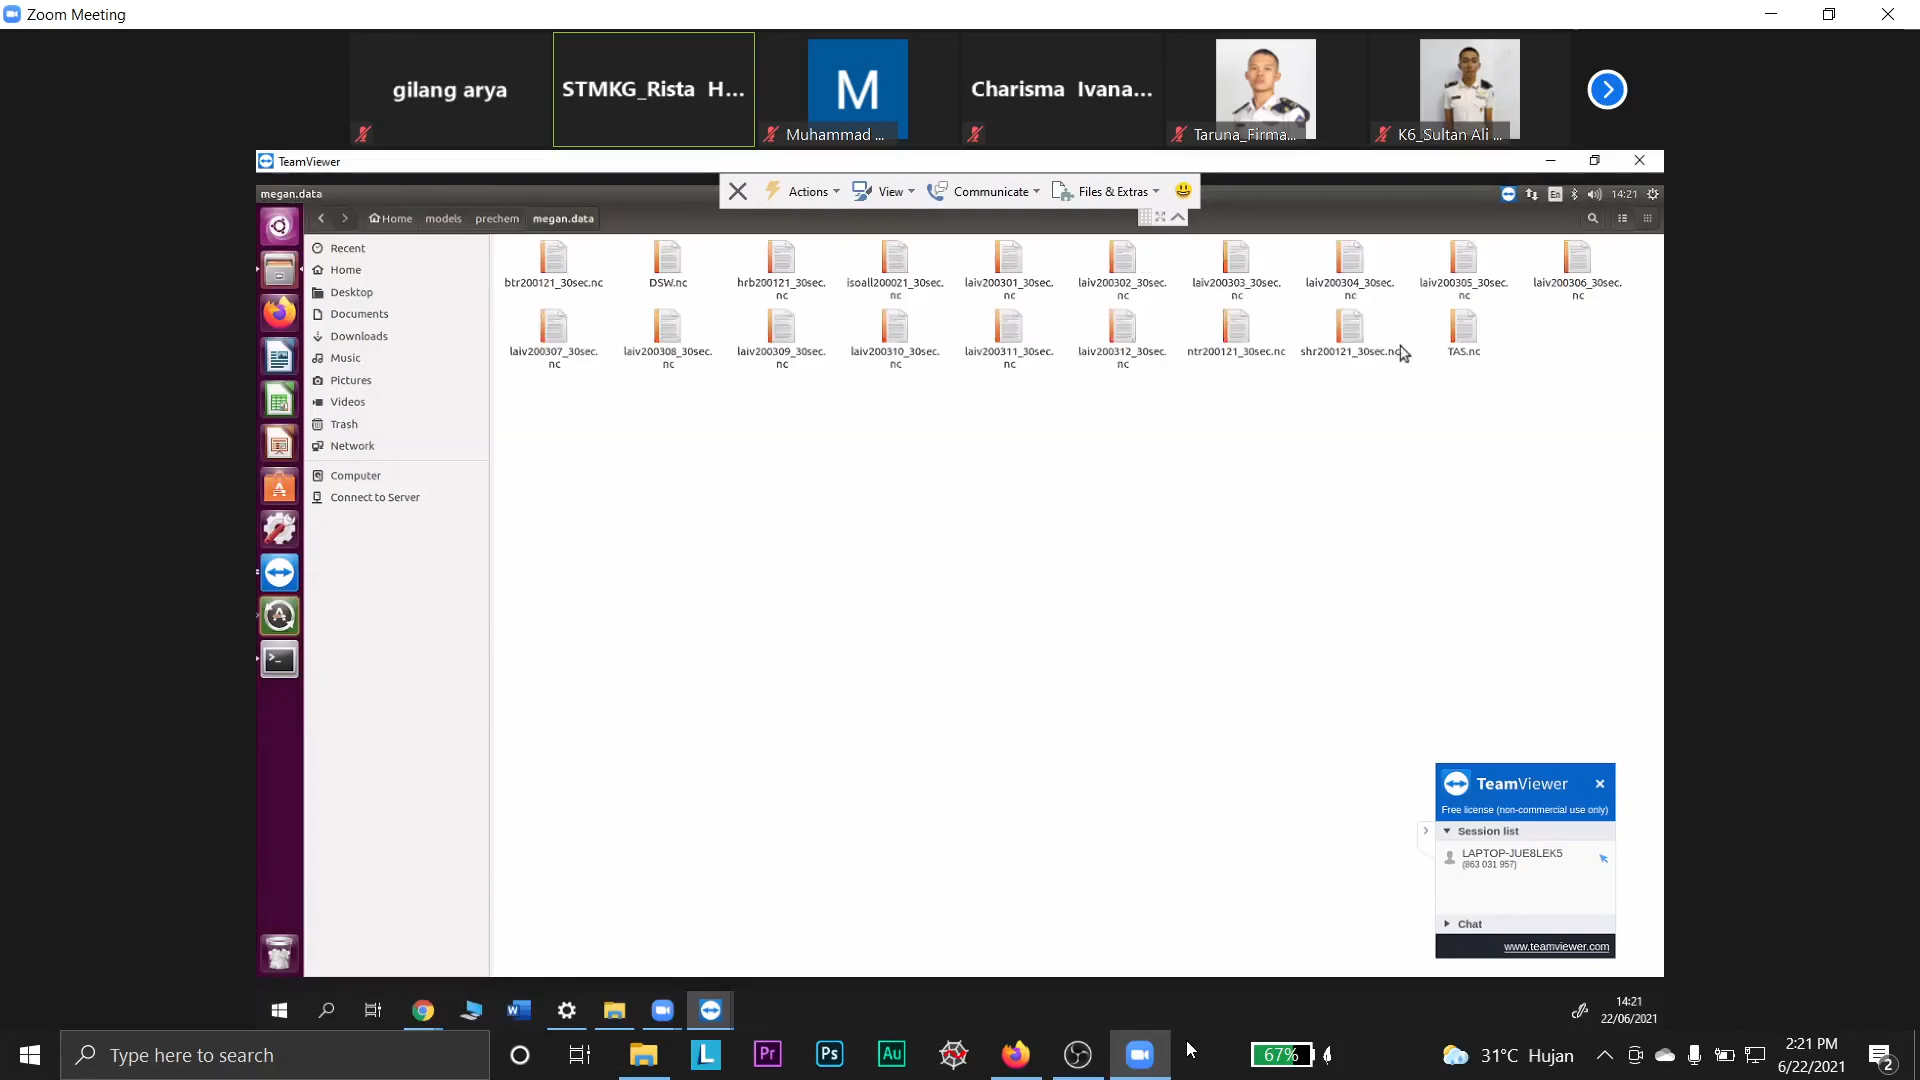 Zoom Meeting
gilang arya
STMKG_Rista H...
M
Muhammad ...
Charisma Ivana...
Taruna_Firma...
K6_Sultan Ali ...
TeamViewer
megan.data
Actions
View
Communicate
Files & Extras
En
14:21
Home
models
prechem
megan.data
Recent
Home
Desktop
Documents
Downloads
Music
Pictures
Videos
Trash
Network
Computer
Connect to Server
btr200121_30sec.nc
DSW.nc
hrb200121_30sec.
nc
isoall200021_30sec.
nc
laiv200301_30sec.
nc
laiv200302_30sec.
nc
laiv200303_30sec.
nc
laiv200304_30sec.
nc
laiv200305_30sec.
nc
laiv200306_30sec.
nc
laiv200307_30sec.
nc
laiv200308_30sec.
nc
laiv200309_30sec.
nc
laiv200310_30sec.
nc
laiv200311_30sec.
nc
laiv200312_30sec.
nc
ntr200121_30sec.nc
shr200121_30sec.nc
TAS.nc
TeamViewer
Free license (non-commercial use only)
Session list
LAPTOP-JUE8LEK5
(863 031 957)
Chat
www.teamviewer.com
14:21
22/06/2021
Type here to search
L
Pr
Ps
Au
67%
31°C Hujan
2:21 PM
6/22/2021
2